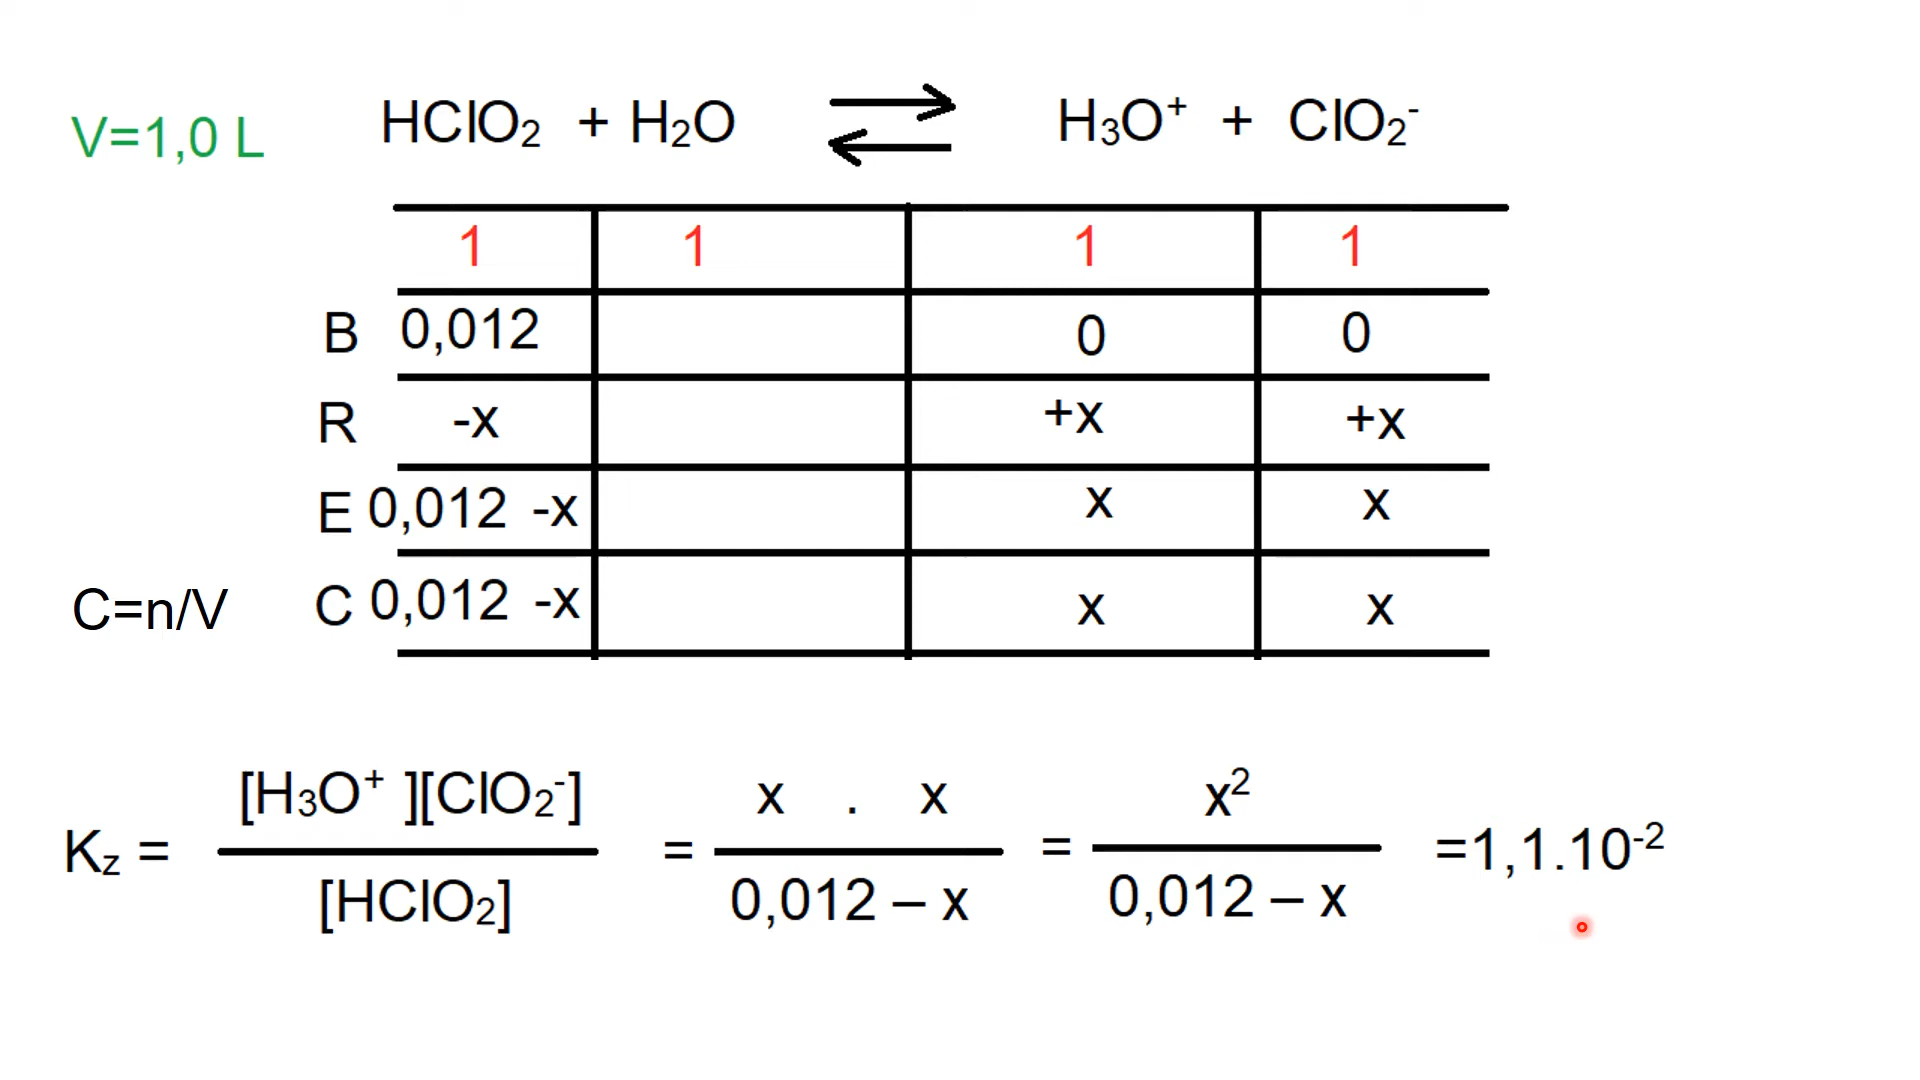 V=1,0 L HClO₂ + H₂O ⇄ H₃O⁺ + ClO₂⁻
1 1 1 1
B 0,012 0 0
R -x +x +x
E 0,012 -x x x
C=n/V C 0,012 -x x x
[H₃O⁺ ][ClO₂⁻] x . x x²
K_z = = = =1,1.10⁻²
[HClO₂] 0,012 – x 0,012 – x